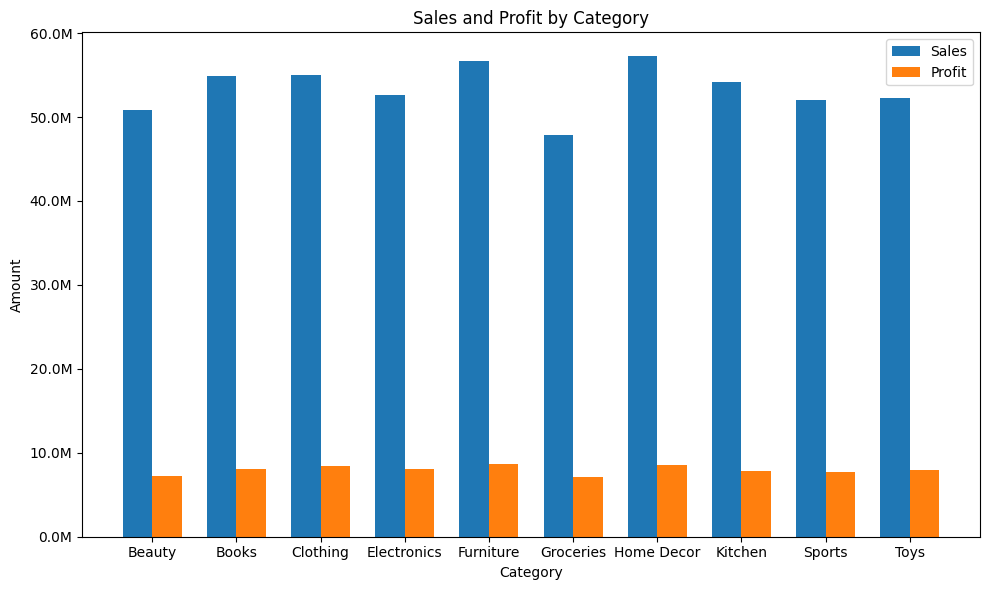 Sales and Profit by Category
60.0M
50.0M
40.0M
30.0M
20.0M
10.0M
0.0M
Amount
Sales
Profit
Beauty Books Clothing Electronics Furniture Groceries Home Decor Kitchen Sports Toys
Category